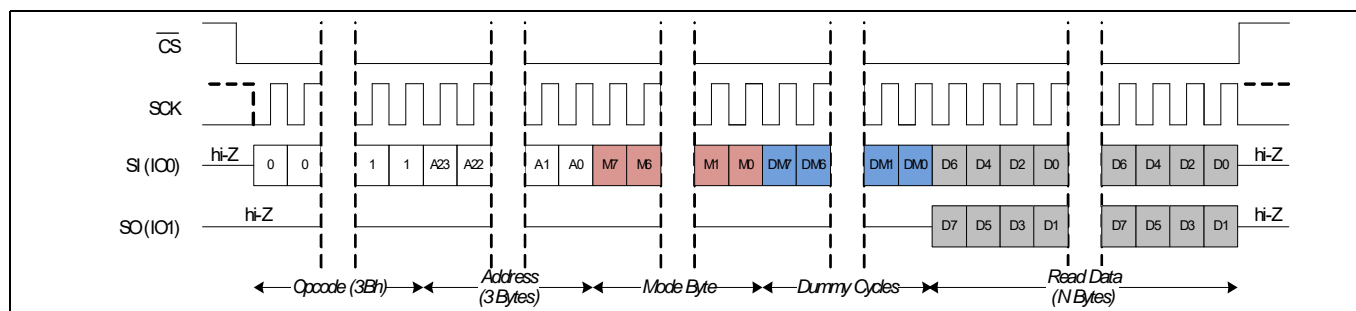 CS
SCK
SI (IO0) hi-Z 0 0 1 1 A23 A22 A1 A0 M7 M6 M1 M0 DM7 DM6 DM1 DM0 D6 D4 D2 D0 D6 D4 D2 D0 hi-Z
SO (IO1) hi-Z D7 D5 D3 D1 D7 D5 D3 D1 hi-Z
Opcode (3Bh) Address Mode Byte Dummy Cycles Read Data
(3 Bytes) (N Bytes)